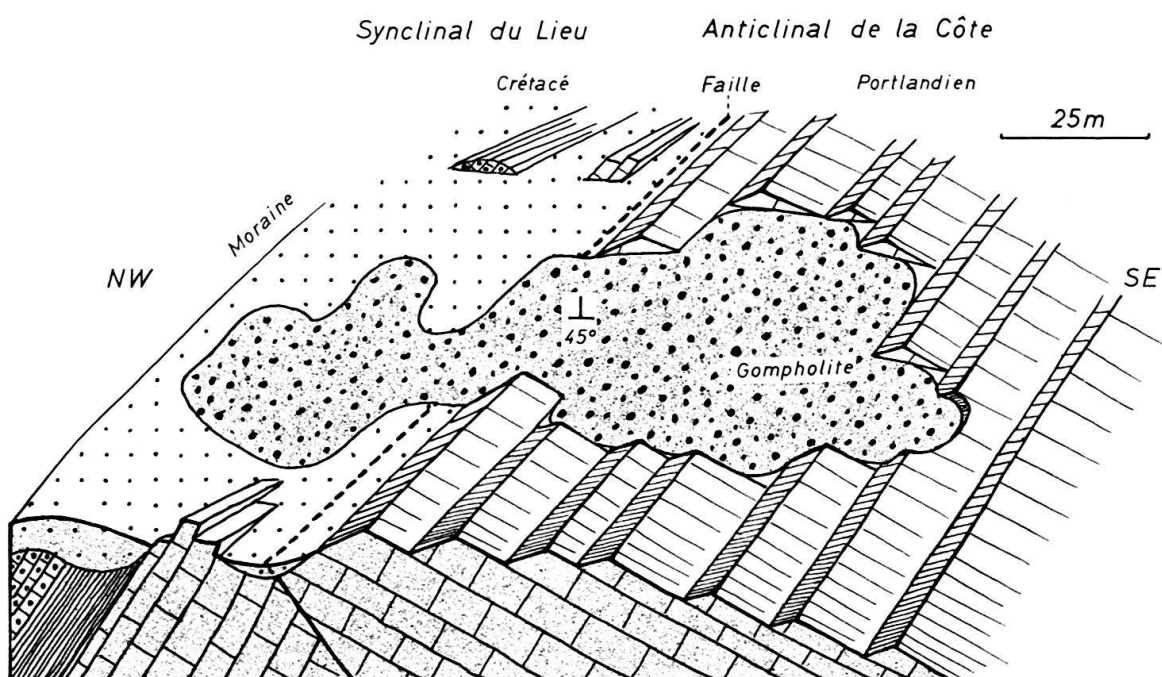 Synclinal du Lieu
Anticlinal de la Côte
Crétacé
Faille
Portlandien
25m
Moraine
NW
SE
45°
Gompholite